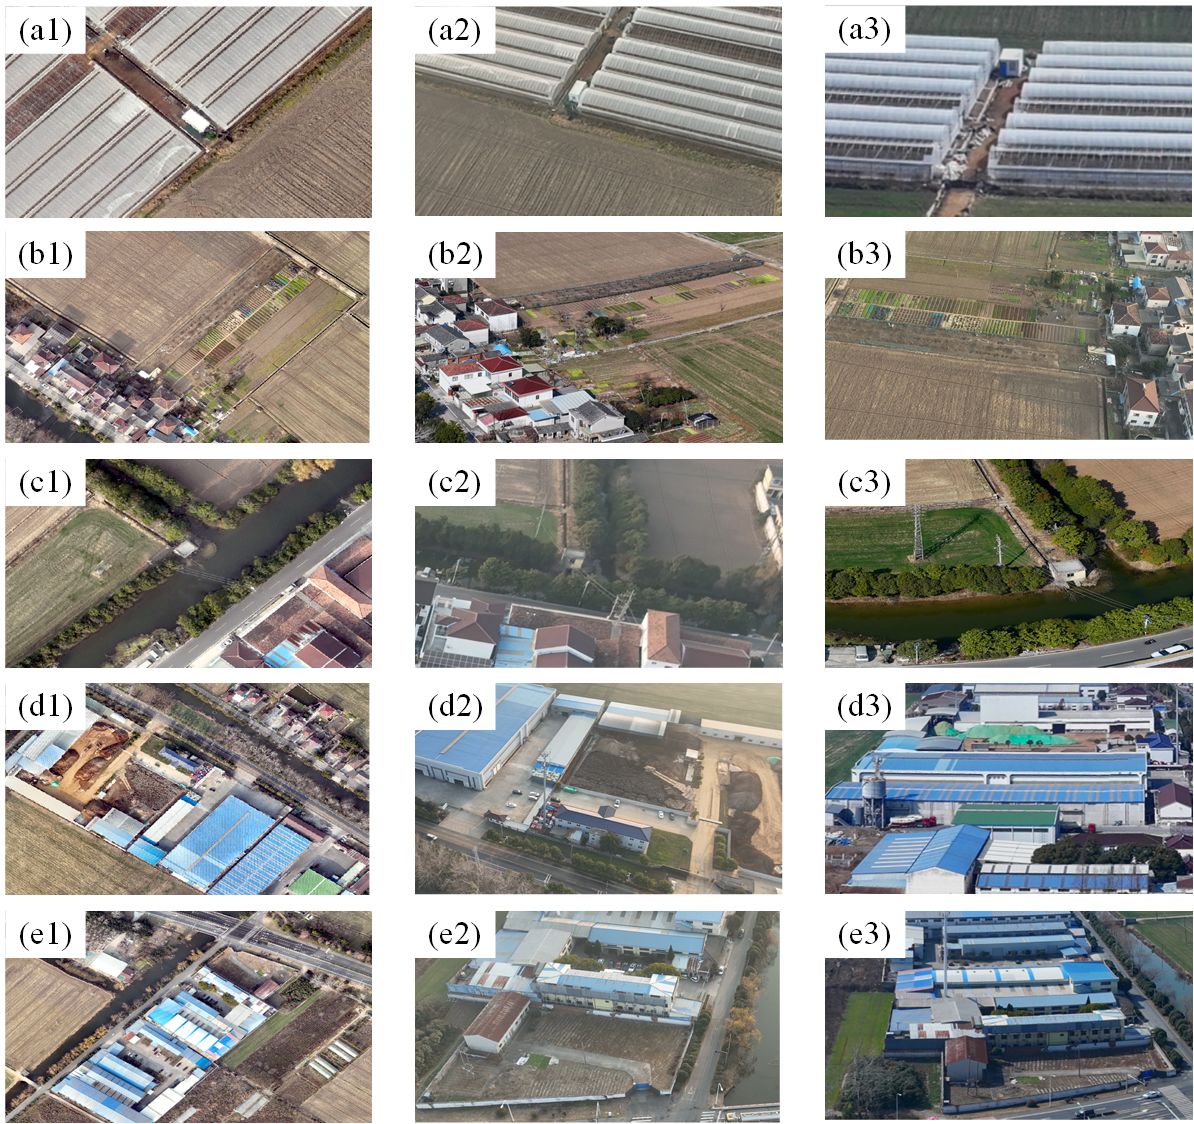 (a1) (a2) (a3)
(b1) (b2) (b3)
(c1) (c2) (c3)
(d1) (d2) (d3)
(e1) (e2) (e3)